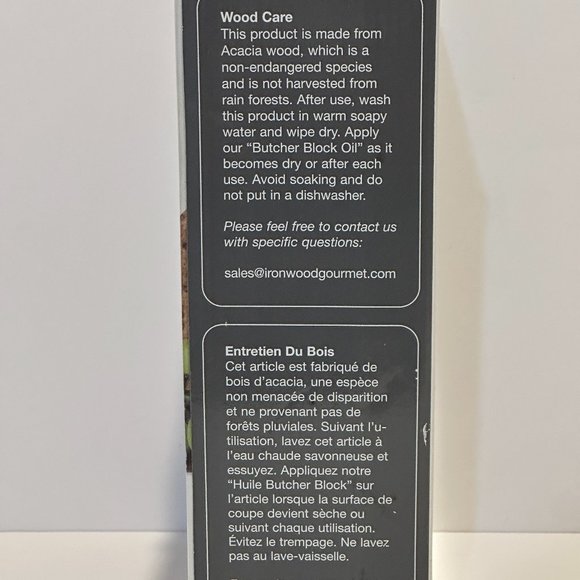 Wood Care
This product is made from
Acacia wood, which is a
non-endangered species
and is not harvested from
rain forests. After use, wash
this product in warm soapy
water and wipe dry. Apply
our “Butcher Block Oil” as it
becomes dry or after each
use. Avoid soaking and do
not put in a dishwasher.
Please feel free to contact us
with specific questions:
sales@ironwoodgourmet.com
Entretien Du Bois
Cet article est fabriqué de
bois d’acacia, une espèce
non menacée de disparition
et ne provenant pas de
forêts pluviales. Suivant l’u-
tilisation, lavez cet article à
l’eau chaude savonneuse et
essuyez. Appliquez notre
“Huile Butcher Block” sur
l’article lorsque la surface de
coupe devient sèche ou
suivant chaque utilisation.
Évitez le trempage. Ne lavez
pas au lave-vaisselle.